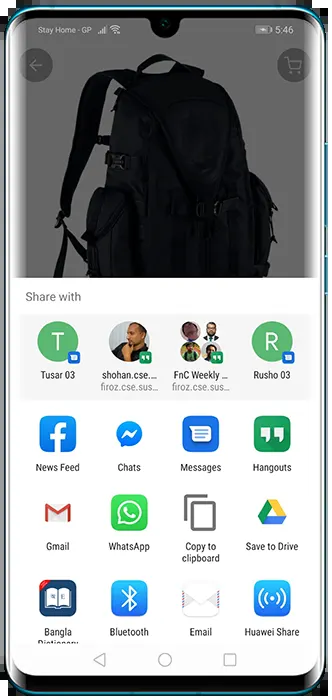 Stay Home - GP
5:46
Share with
T
R
Tusar 03
shohan.cse....
firoz.cse.sus...
FnC Weekly ...
firoz.cse.sus...
Rusho 03
News Feed
Chats
Messages
Hangouts
Gmail
WhatsApp
Copy to
clipboard
Save to Drive
Bangla
Dictionary
Bluetooth
Email
Huawei Share